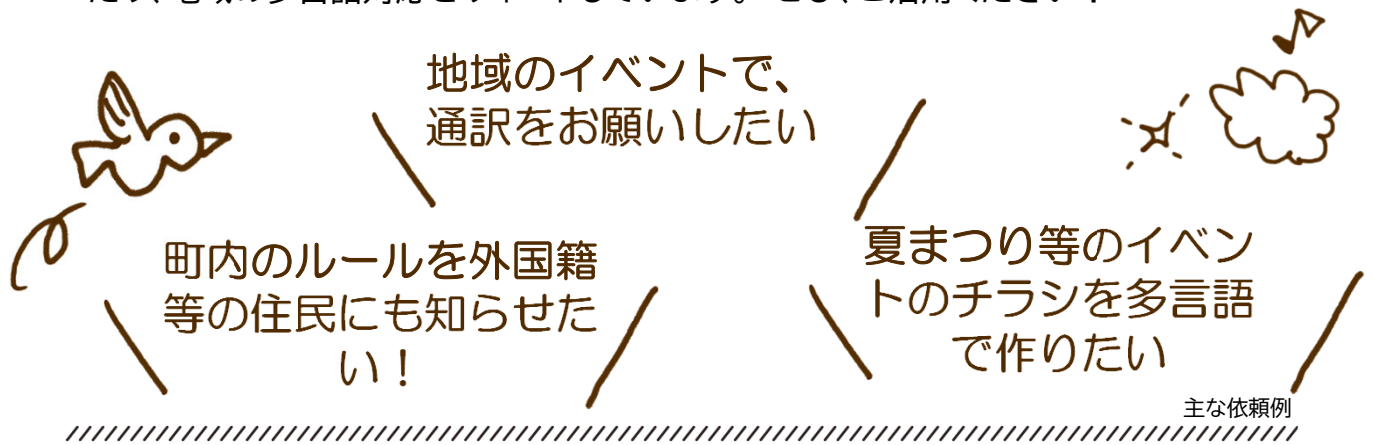 地域のイベントで、
通訳をお願いしたい
町内のルールを外国籍
等の住民にも知らせた
い！
夏まつり等のイベン
トのチラシを多言語
で作りたい
主な依頼例